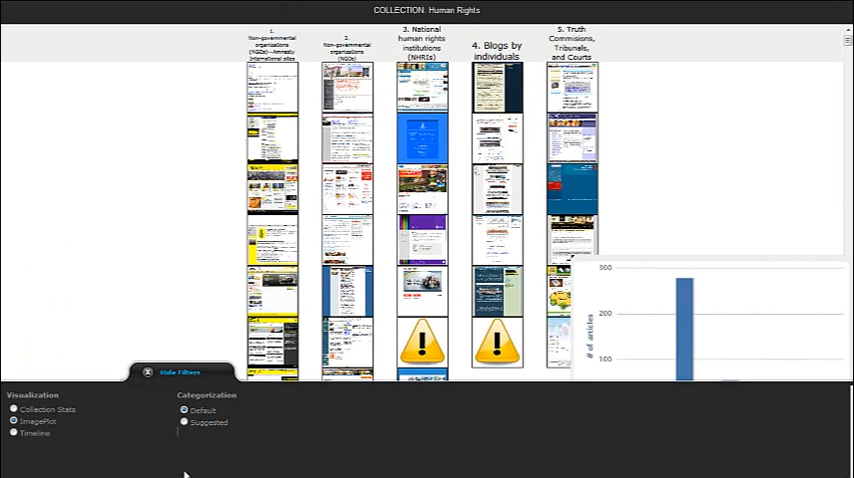 COLLECTION: Human Rights
1.
Non-governmental
organizations
(NGOs)--Amnesty
International sites
2.
Non-governmental
organizations
(NGOs)
3. National
human rights
institutions
(NHRIs)
4. Blogs by
individuals
5. Truth
Commisions,
Tribunals,
and Courts
300
200
100
# of articles
X Hide Filters
Visualization
Collection Stats
ImagePlot
Timeline
Categorization
Default
Suggested